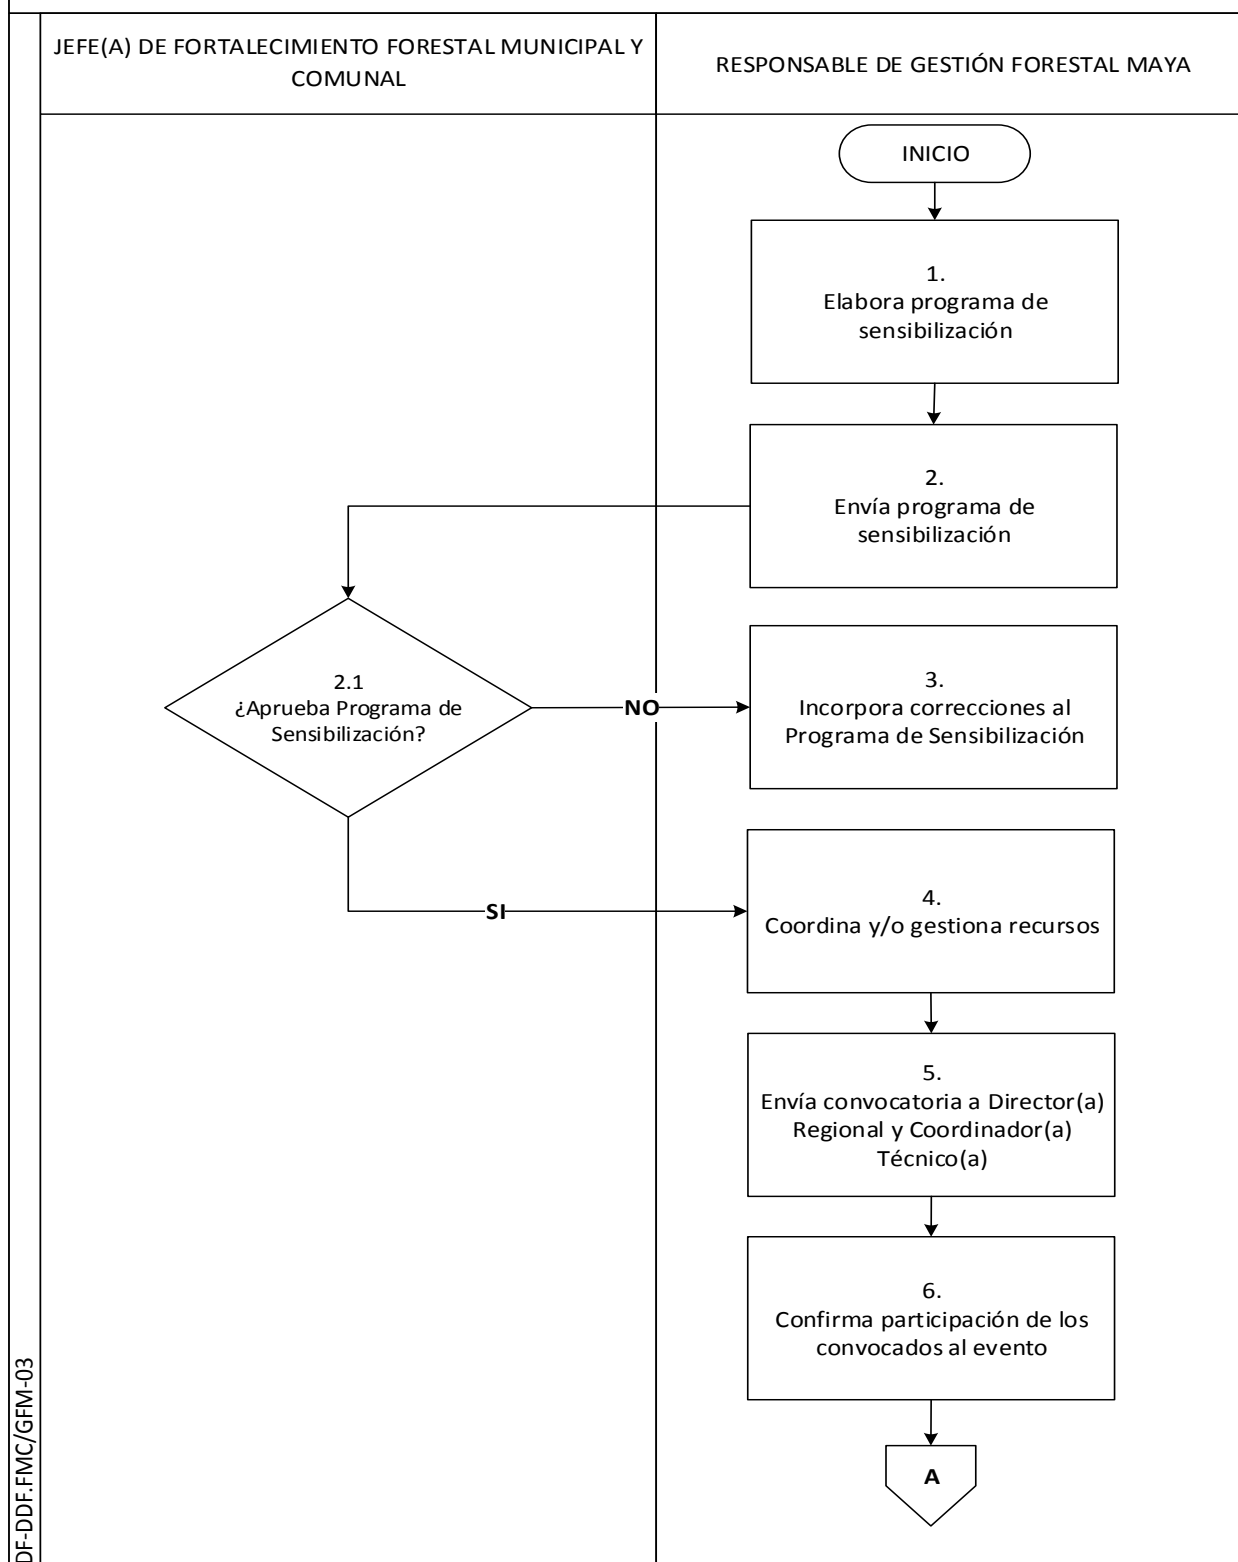 JEFE(A) DE FORTALECIMIENTO FORESTAL MUNICIPAL Y
COMUNAL
RESPONSABLE DE GESTIÓN FORESTAL MAYA
INICIO
1.
Elabora programa de
sensibilización
2.
Envía programa de
sensibilización
2.1
¿Aprueba Programa de
Sensibilización?
NO
3.
Incorpora correcciones al
Programa de Sensibilización
SI
4.
Coordina y/o gestiona recursos
5.
Envía convocatoria a Director(a)
Regional y Coordinador(a)
Técnico(a)
6.
Confirma participación de los
convocados al evento
A
DF-DDF.FMC/GFM-03